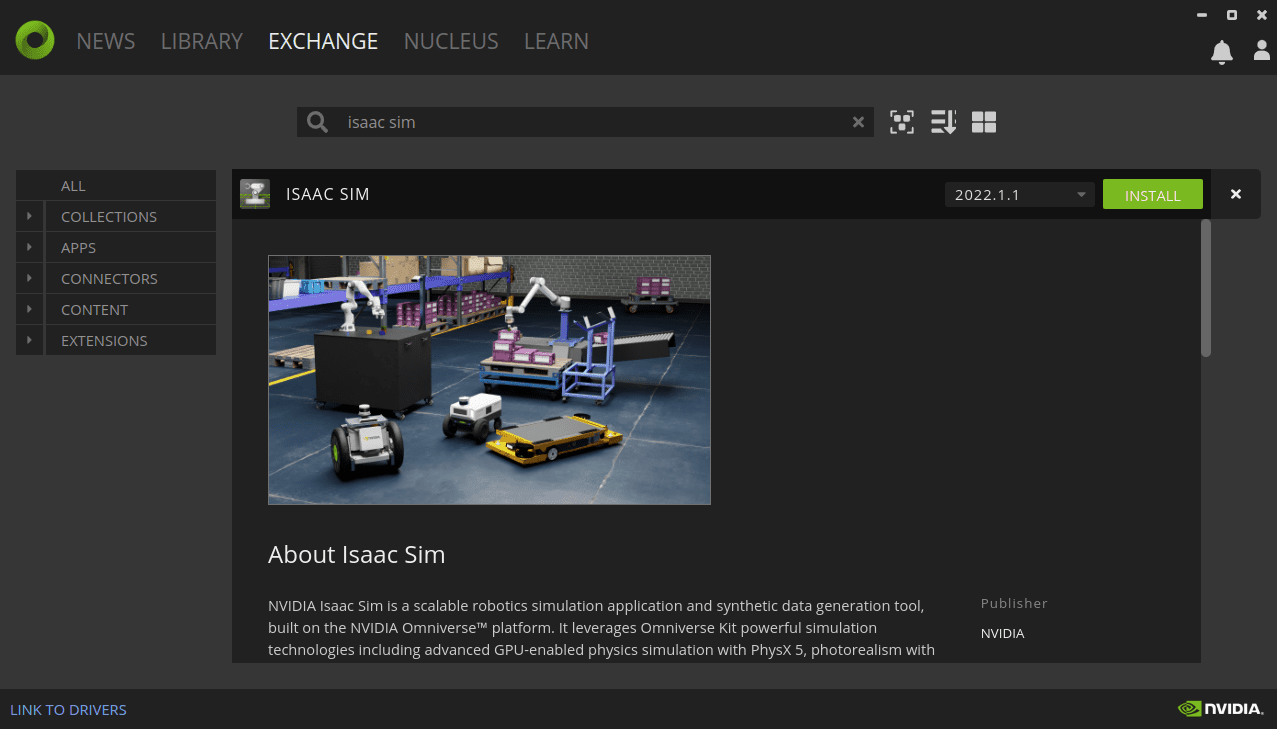 NEWS LIBRARY EXCHANGE NUCLEUS LEARN
isaac sim
ALL
COLLECTIONS
APPS
CONNECTORS
CONTENT
EXTENSIONS
ISAAC SIM 2022.1.1 INSTALL
About Isaac Sim
NVIDIA Isaac Sim is a scalable robotics simulation application and synthetic data generation tool,
built on the NVIDIA Omniverse™ platform. It leverages Omniverse Kit powerful simulation
technologies including advanced GPU-enabled physics simulation with PhysX 5, photorealism with
Publisher
NVIDIA
LINK TO DRIVERS
NVIDIA.